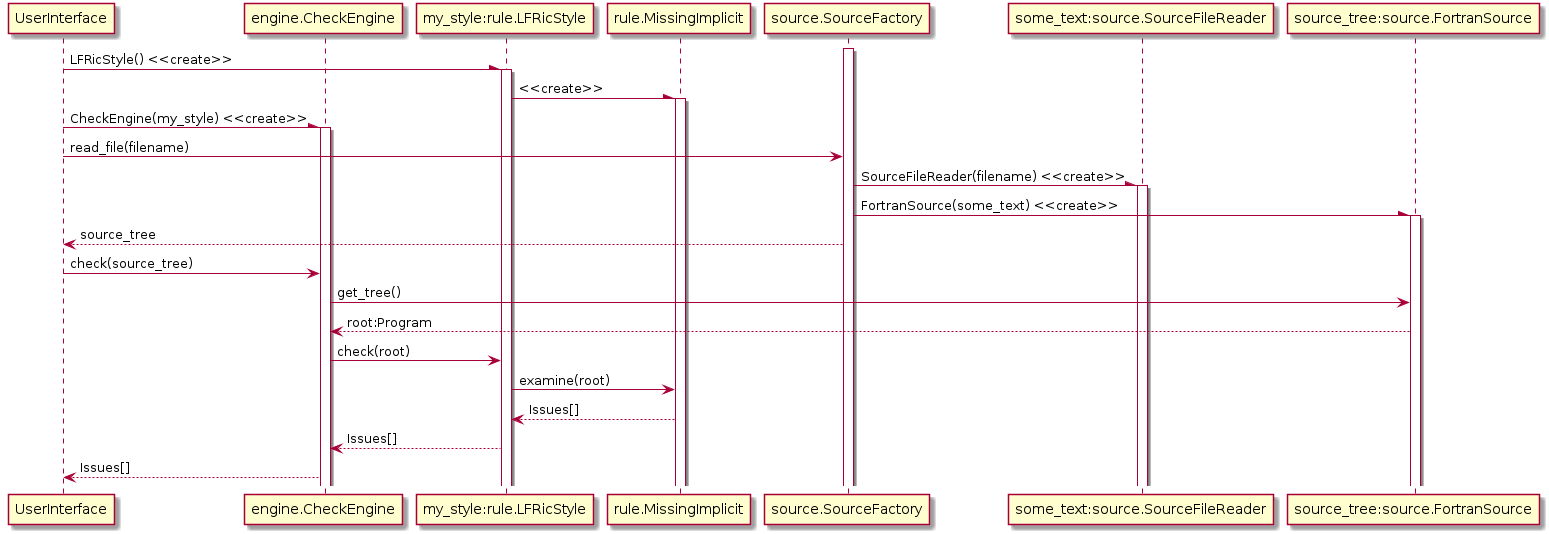 UserInterface
engine.CheckEngine
my_style:rule.LFRicStyle
rule.MissingImplicit
source.SourceFactory
some_text:source.SourceFileReader
source_tree:source.FortranSource
LFRicStyle() <<create>>
<<create>>
CheckEngine(my_style) <<create>>
read_file(filename)
SourceFileReader(filename) <<create>>
FortranSource(some_text) <<create>>
source_tree
check(source_tree)
get_tree()
root:Program
check(root)
examine(root)
Issues[]
Issues[]
Issues[]
UserInterface
engine.CheckEngine
my_style:rule.LFRicStyle
rule.MissingImplicit
source.SourceFactory
some_text:source.SourceFileReader
source_tree:source.FortranSource